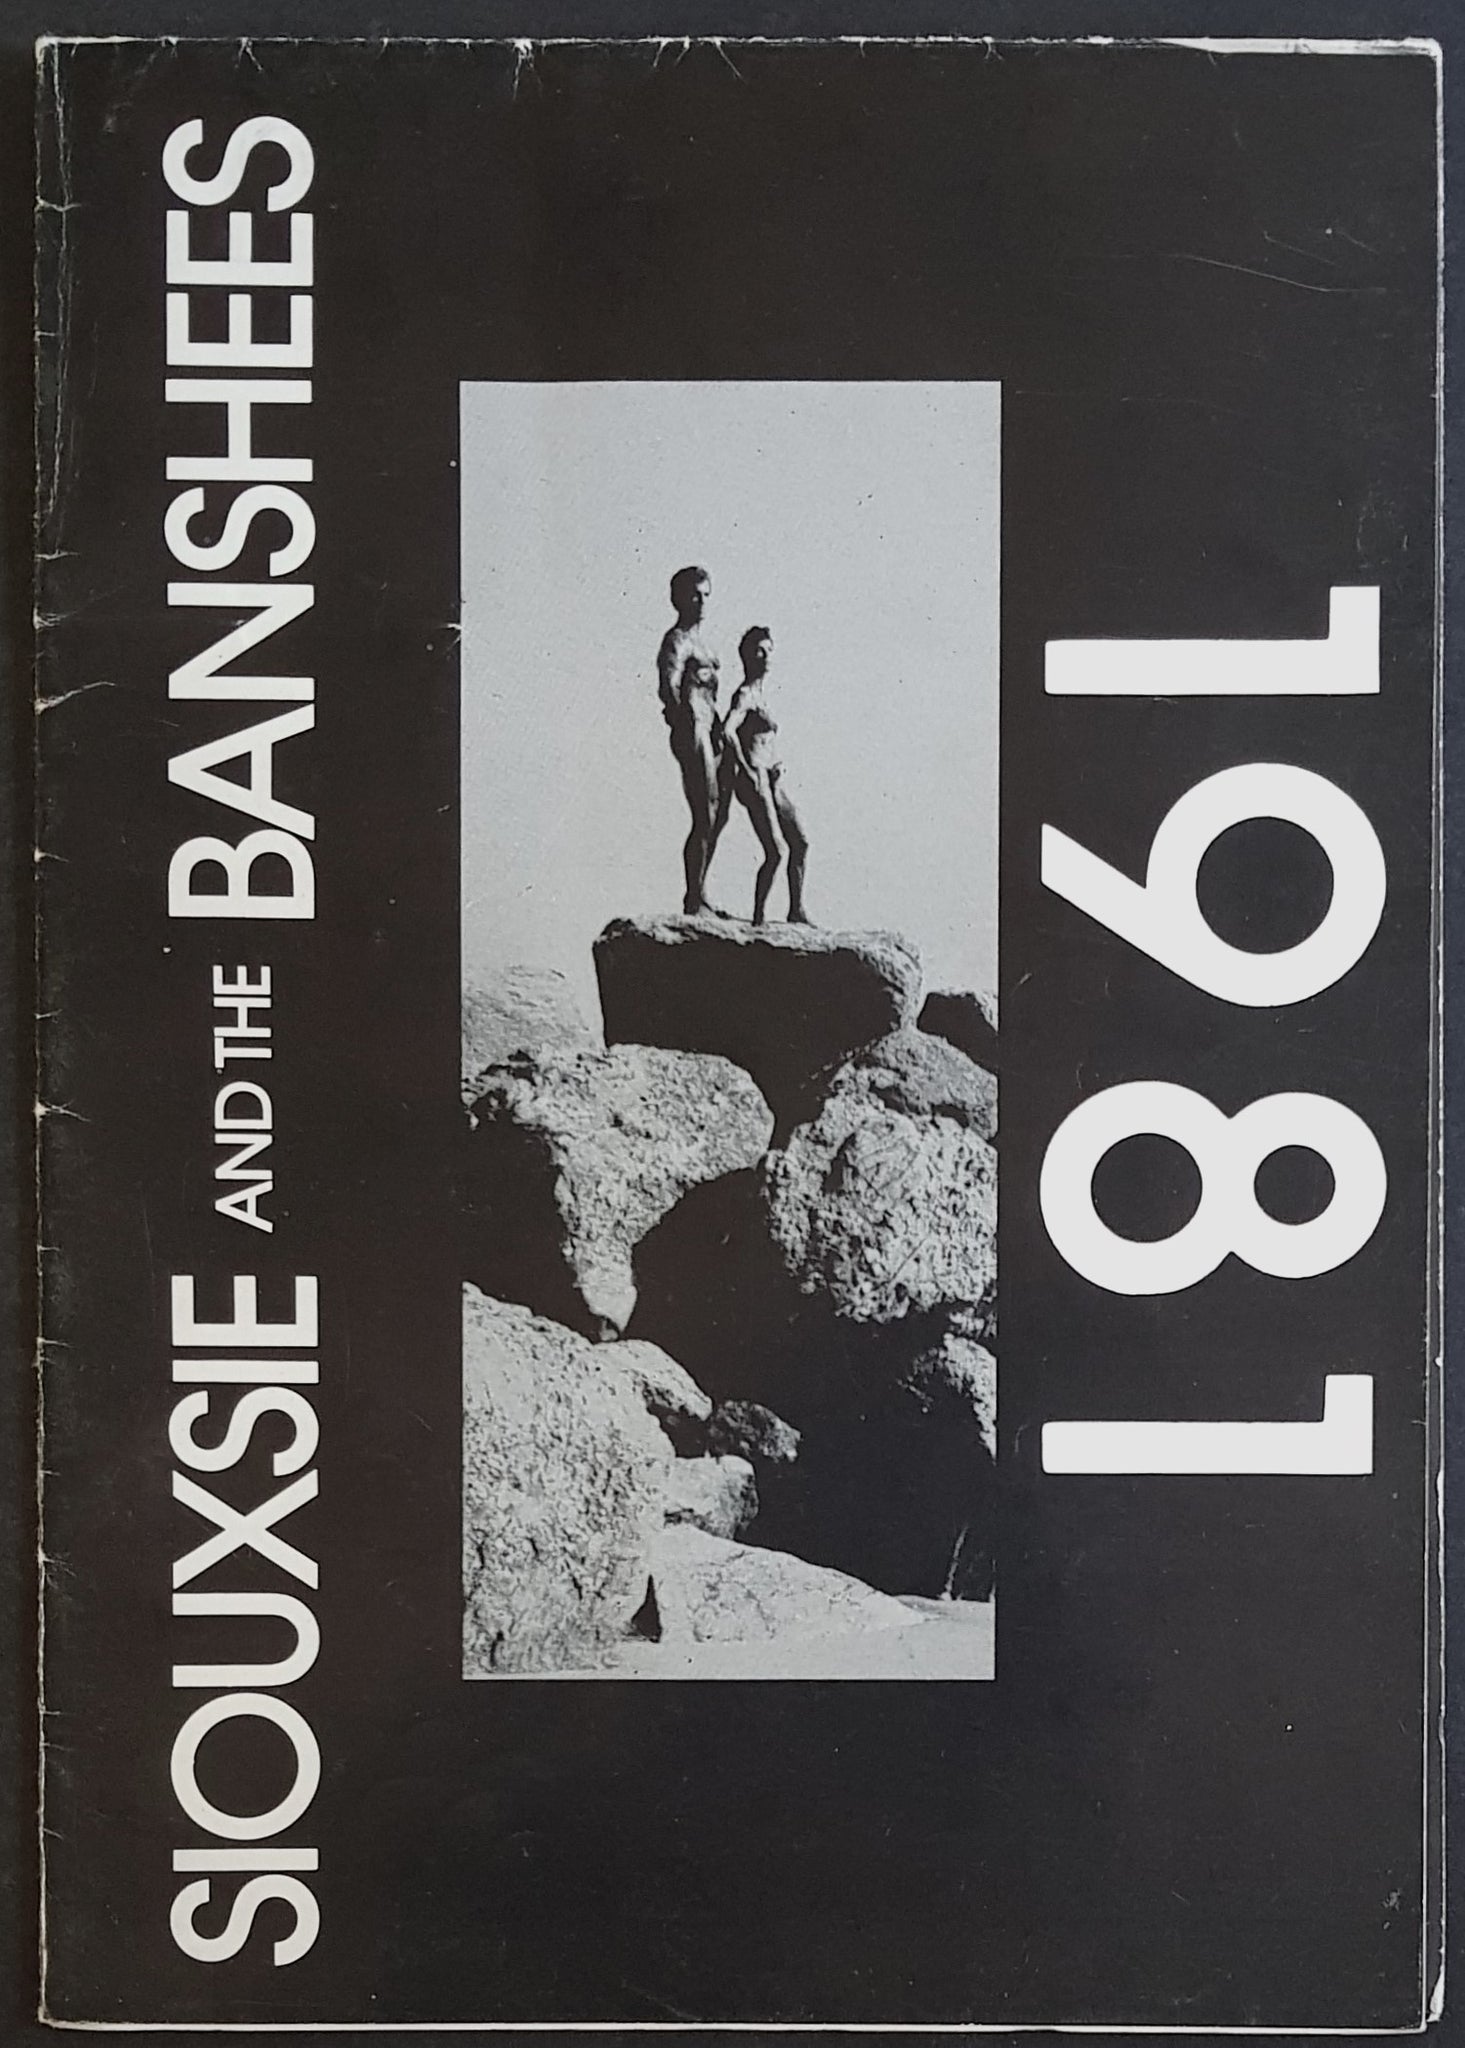 SIOUXSIE AND THE BANSHEES
1981